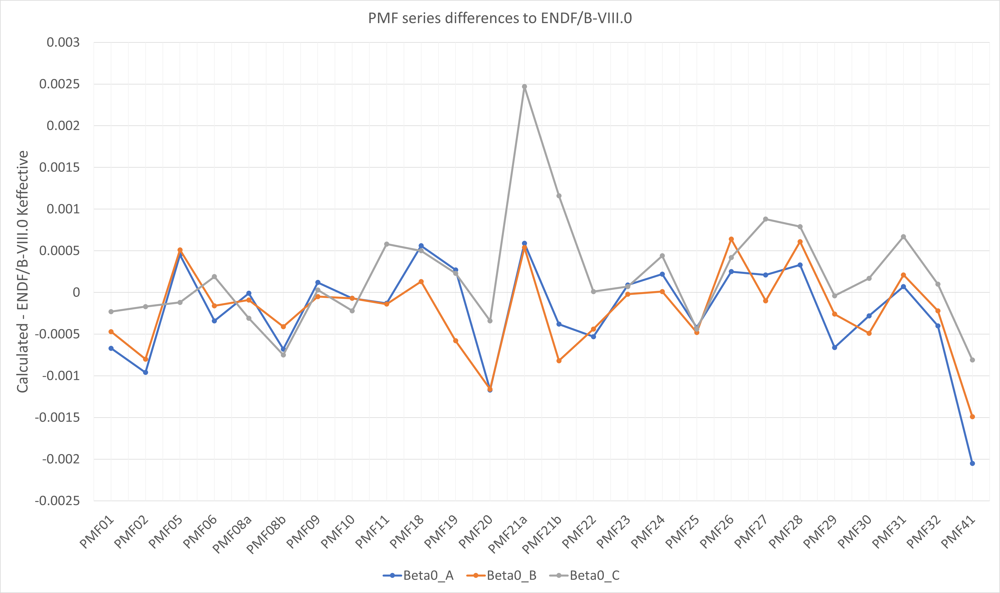 PMF series differences to ENDF/B-VIII.0
Calculated - ENDF/B-VIII.0 Keffective
0.003
0.0025
0.002
0.0015
0.001
0.0005
0
-0.0005
-0.001
-0.0015
-0.002
-0.0025
PMF01
PMF02
PMF05
PMF06
PMF08a
PMF08b
PMF09
PMF10
PMF11
PMF18
PMF19
PMF20
PMF21a
PMF21b
PMF22
PMF23
PMF24
PMF25
PMF26
PMF27
PMF28
PMF29
PMF30
PMF31
PMF32
PMF41
Beta0_A Beta0_B Beta0_C